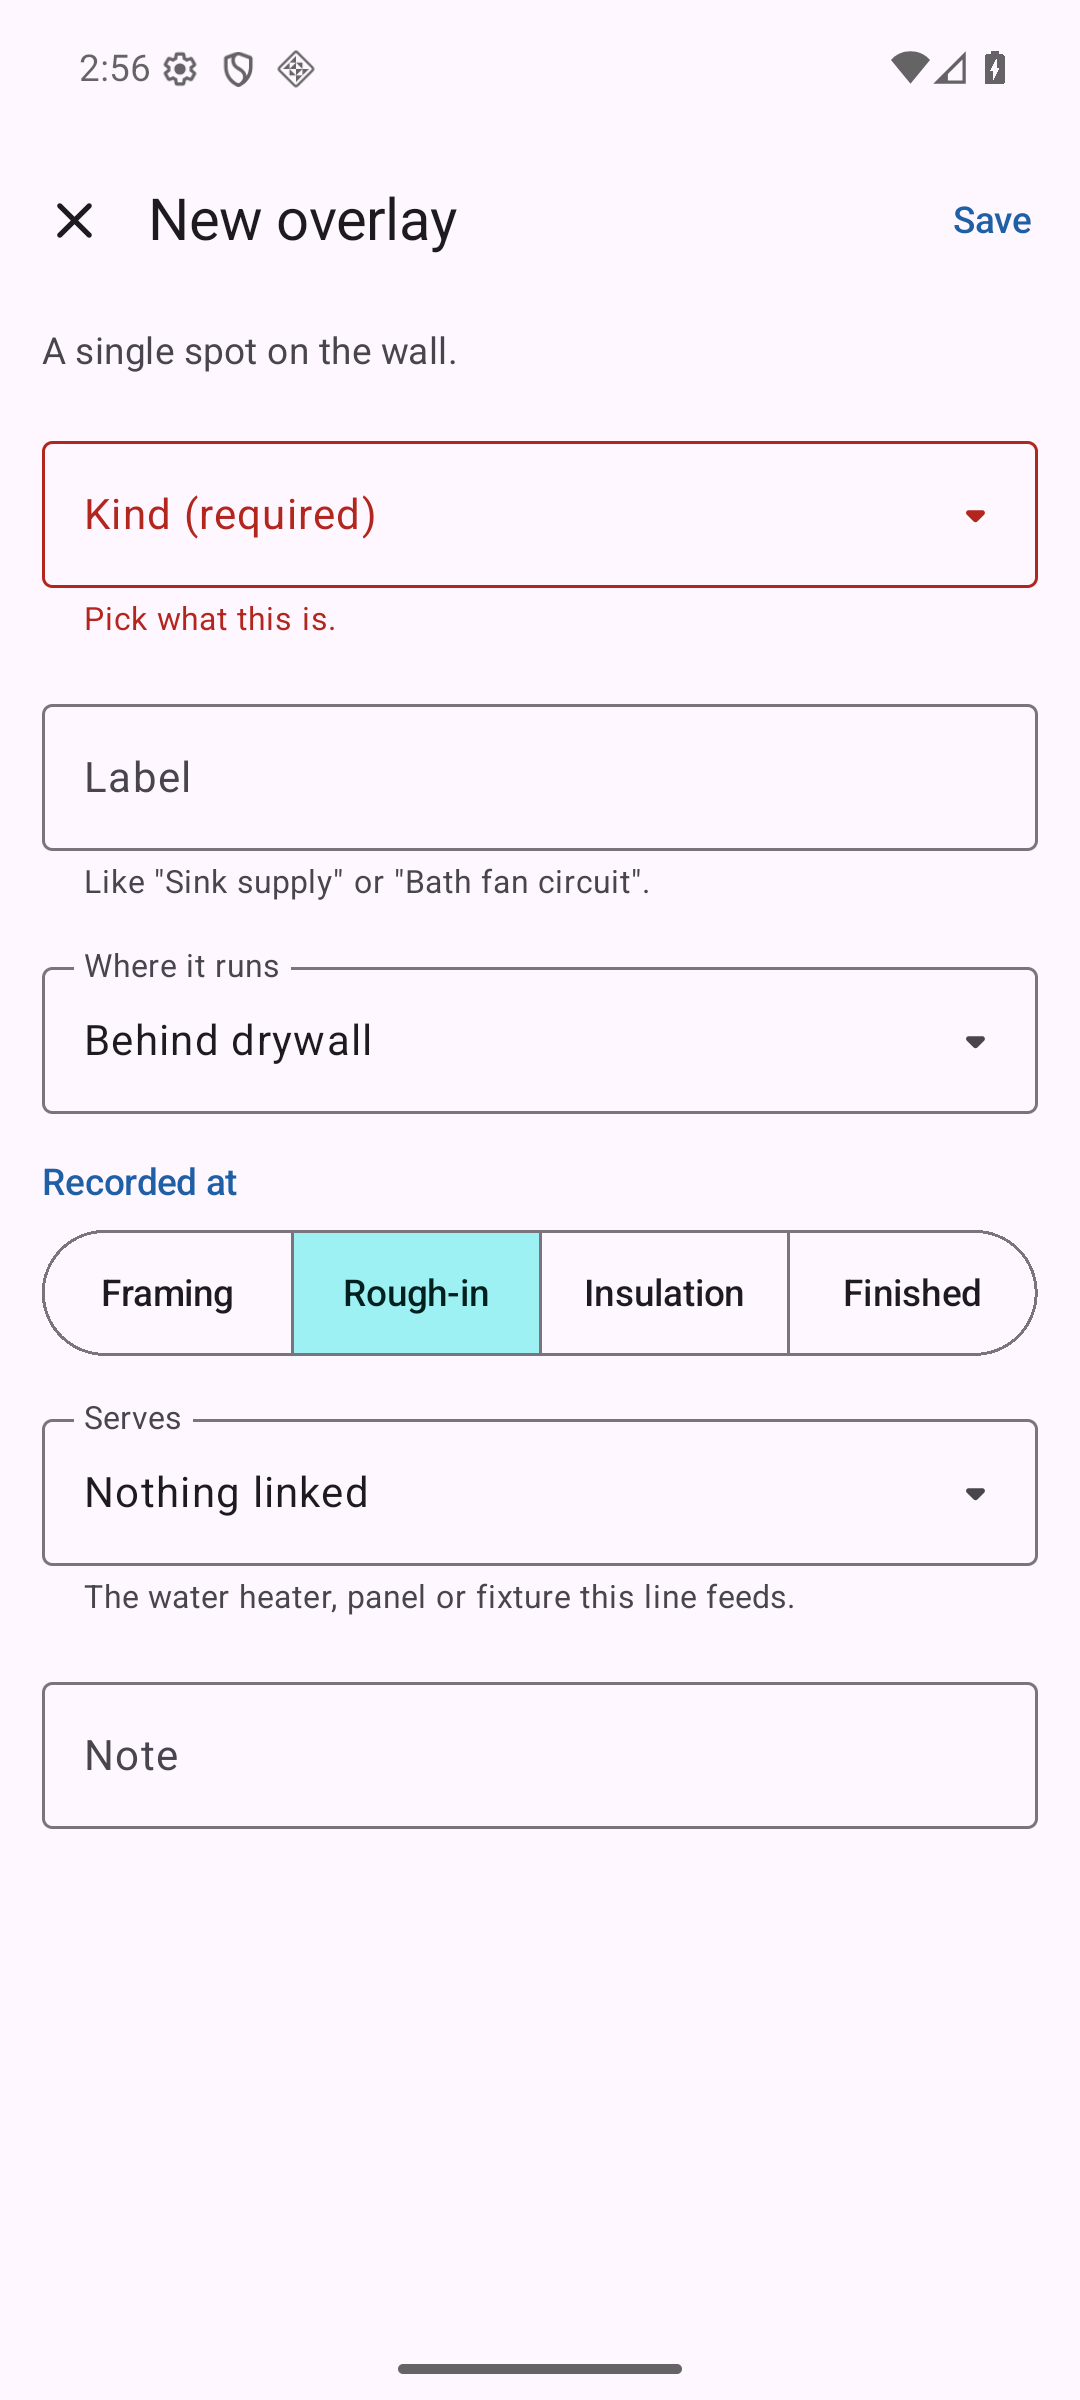 2:56
New overlay
Save
A single spot on the wall.
Kind (required)
Pick what this is.
Label
Like "Sink supply" or "Bath fan circuit".
Where it runs
Behind drywall
Recorded at
Framing
Rough-in
Insulation
Finished
Serves
Nothing linked
The water heater, panel or fixture this line feeds.
Note